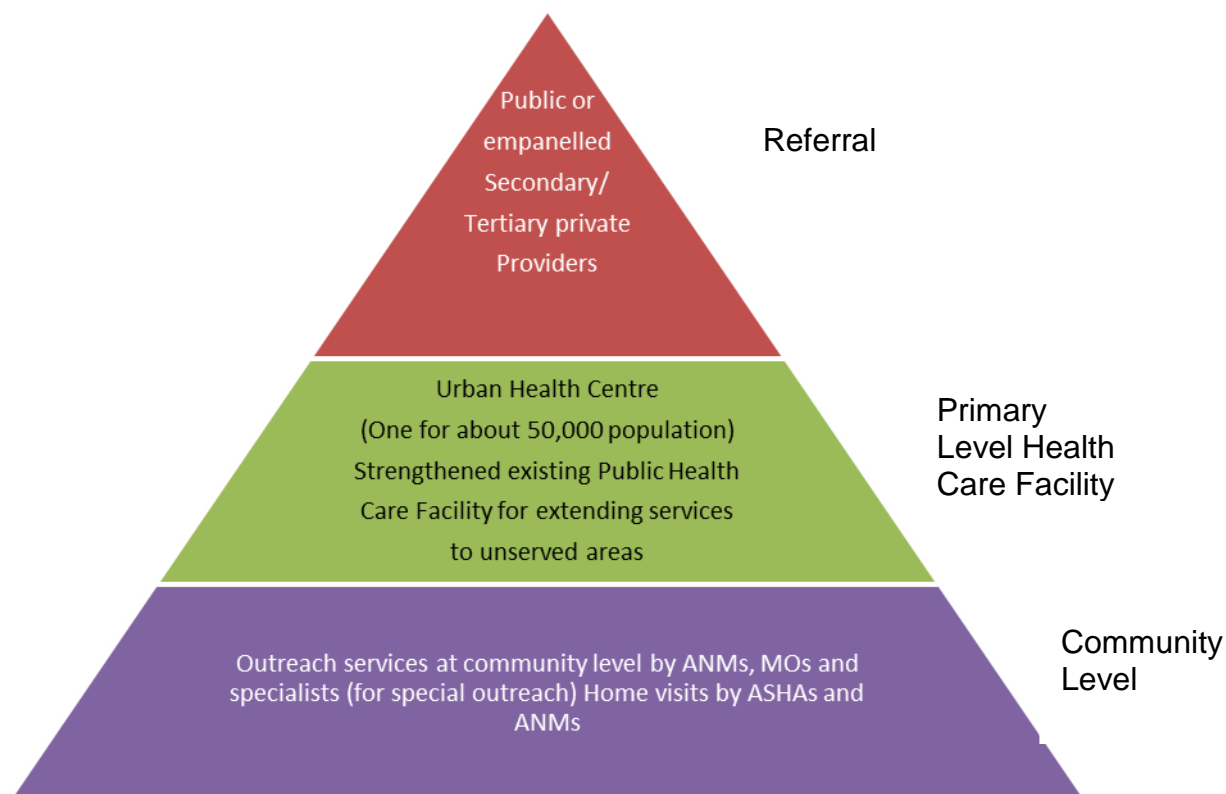 Public or
empanelled
Secondary/
Tertiary private
Providers
Referral
Urban Health Centre
(One for about 50,000 population)
Strengthened existing Public Health
Care Facility for extending services
to unserved areas
Primary
Level Health
Care Facility
Outreach services at community level by ANMs, MOs and
specialists (for special outreach) Home visits by ASHAs and
ANMs
Community
Level